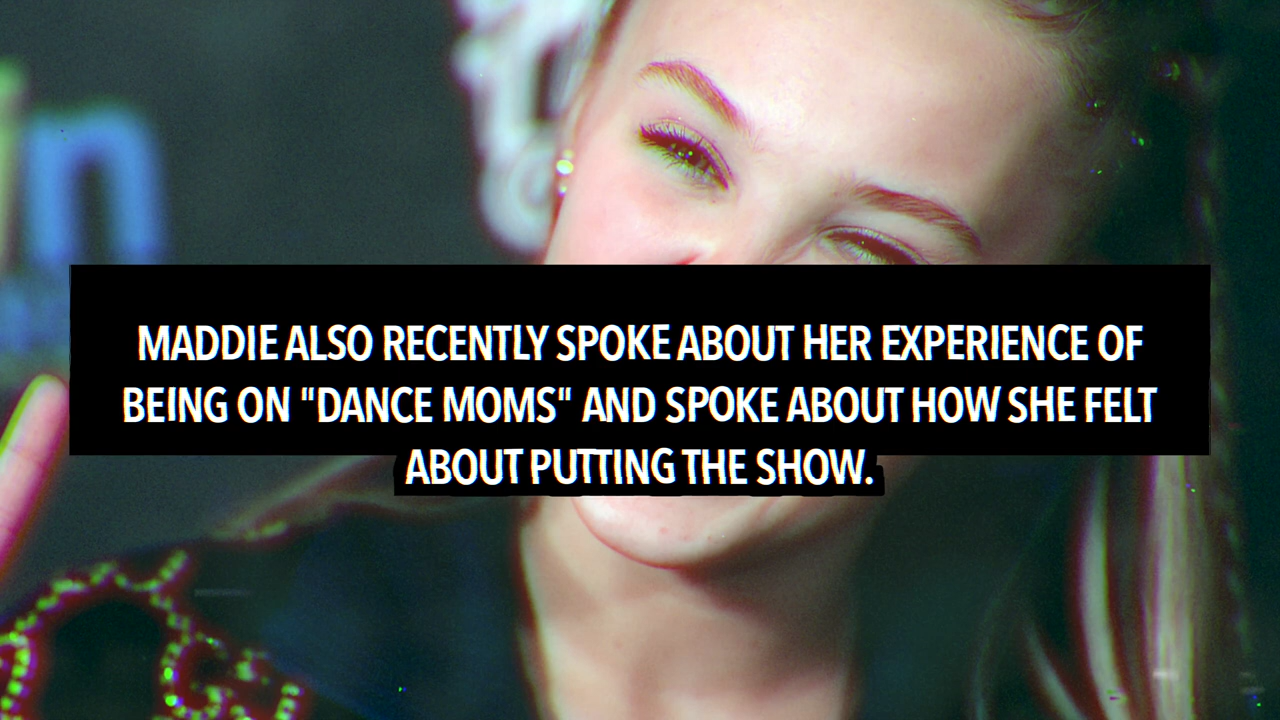 n
MADDIE ALSO RECENTLY SPOKE ABOUT HER EXPERIENCE OF
BEING ON "DANCE MOMS" AND SPOKE ABOUT HOW SHE FELT
ABOUT PUTTING THE SHOW.